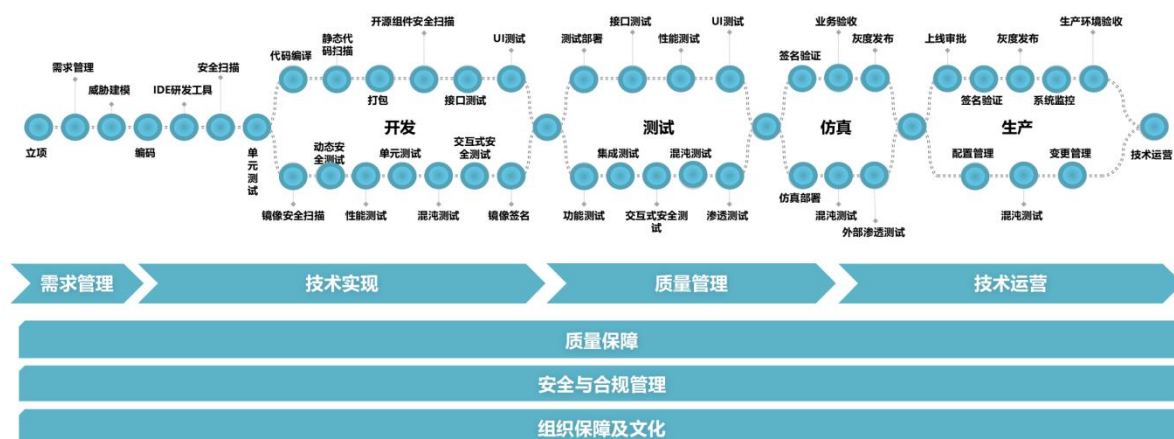 开源组件安全扫描
接口测试
UI测试
业务验收
生产环境验收
代码编译
静态代
码扫描
UI测试
测试部署
性能测试
签名验证
灰度发布
上线审批
灰度发布
需求管理
安全扫描
威胁建模
IDE研发工具
打包
接口测试
签名验证
系统监控
开发
测试
仿真
生产
立项
编码
单元测试
动态安
全测试
单元测试
交互式安
全测试
集成测试
混沌测试
配置管理
变更管理
技术运营
镜像安全扫描
性能测试
混沌测试
镜像签名
功能测试
交互式安全测
试
渗透测试
仿真部署
混沌测试
外部渗透测试
混沌测试
需求管理
技术实现
质量管理
技术运营
质量保障
安全与合规管理
组织保障及文化